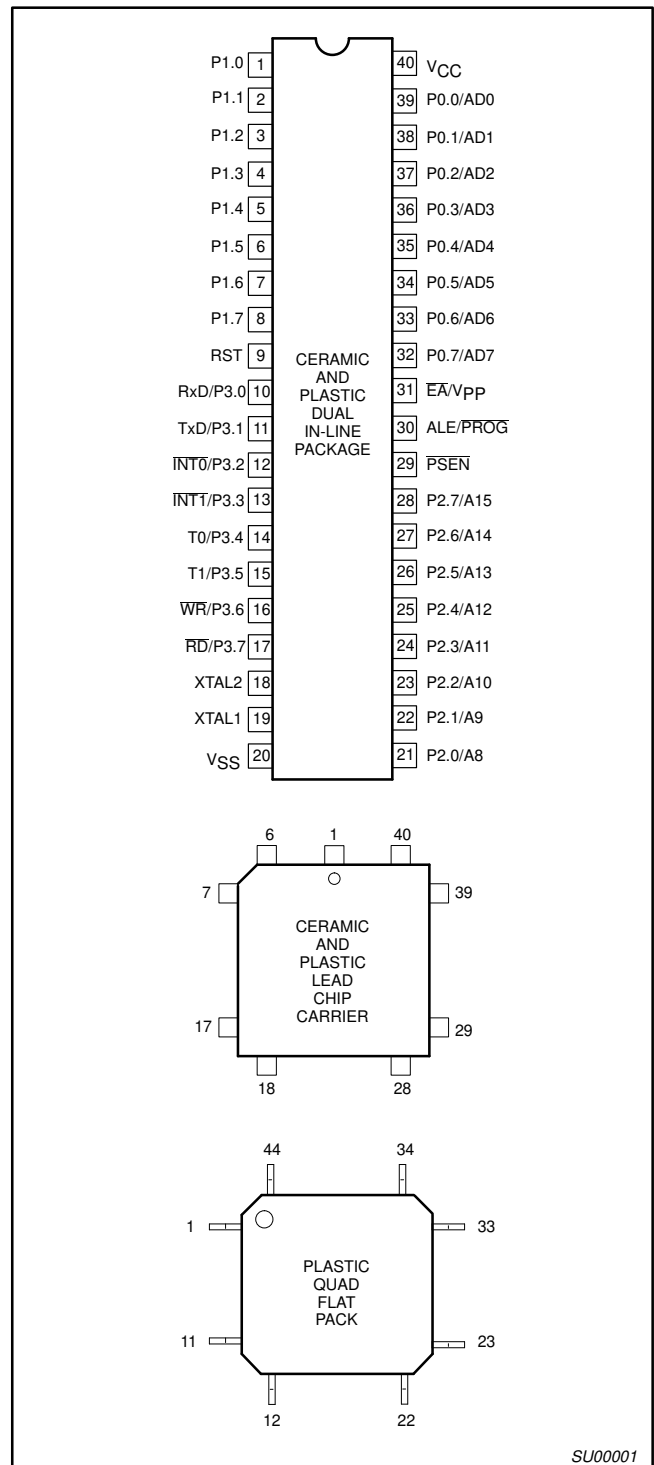 P1.0 1 40 VCC
P1.1 2 39 P0.0/AD0
P1.2 3 38 P0.1/AD1
P1.3 4 37 P0.2/AD2
P1.4 5 36 P0.3/AD3
P1.5 6 35 P0.4/AD4
P1.6 7 34 P0.5/AD5
P1.7 8 33 P0.6/AD6
RST 9 32 P0.7/AD7
RxD/P3.0 10 31 E̅A̅/VPP
TxD/P3.1 11 30 ALE/P̅R̅O̅G̅
I̅N̅T̅0̅/P3.2 12 29 P̅S̅E̅N̅
I̅N̅T̅1̅/P3.3 13 28 P2.7/A15
T0/P3.4 14 27 P2.6/A14
T1/P3.5 15 26 P2.5/A13
W̅R̅/P3.6 16 25 P2.4/A12
R̅D̅/P3.7 17 24 P2.3/A11
XTAL2 18 23 P2.2/A10
XTAL1 19 22 P2.1/A9
VSS 20 21 P2.0/A8
CERAMIC
AND
PLASTIC
DUAL
IN-LINE
PACKAGE
6 1 40
7 39
CERAMIC
AND
PLASTIC
LEAD
CHIP
CARRIER
17 29
18 28
44 34
1 33
PLASTIC
QUAD
FLAT
PACK
11 23
12 22
SU00001